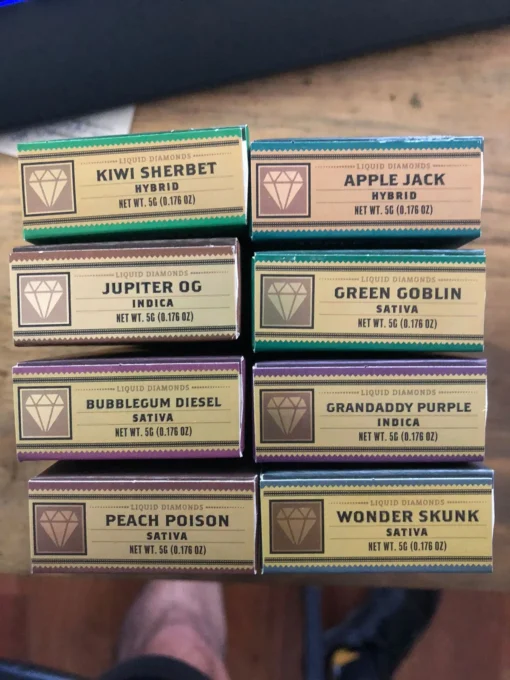 LIQUID DIAMONDS
KIWI SHERBET
HYBRID
NET WT. 5G (0.176 OZ)
LIQUID DIAMONDS
APPLE JACK
HYBRID
NET WT. 5G (0.176 OZ)
LIQUID DIAMONDS
JUPITER OG
INDICA
NET WT. 5G (0.176 OZ)
LIQUID DIAMONDS
GREEN GOBLIN
SATIVA
NET WT. 5G (0.176 OZ)
LIQUID DIAMONDS
BUBBLEGUM DIESEL
SATIVA
NET WT. 5G (0.176 OZ)
LIQUID DIAMONDS
GRANDADDY PURPLE
INDICA
NET WT. 5G (0.176 OZ)
LIQUID DIAMONDS
PEACH POISON
SATIVA
NET WT. 5G (0.176 OZ)
LIQUID DIAMONDS
WONDER SKUNK
SATIVA
NET WT. 5G (0.176 OZ)